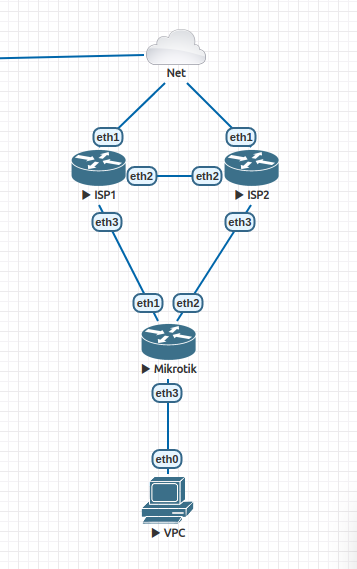 Net
eth1
eth1
eth2
eth2
ISP1
ISP2
eth3
eth3
eth1
eth2
Mikrotik
eth3
eth0
VPC